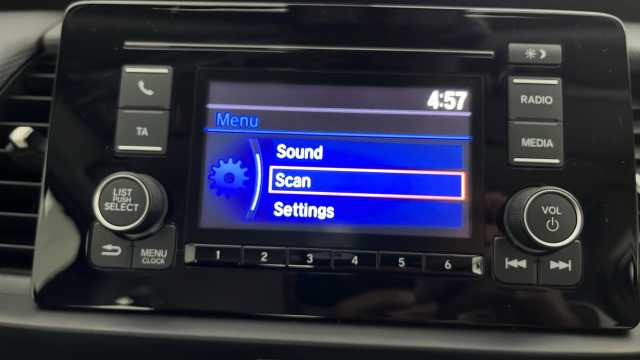 4:57
RADIO
TA
Menu
MEDIA
Sound
Scan
Settings
LIST
PUSH
SELECT
VOL
MENU
CLOCK
1 2 3 4 5 6